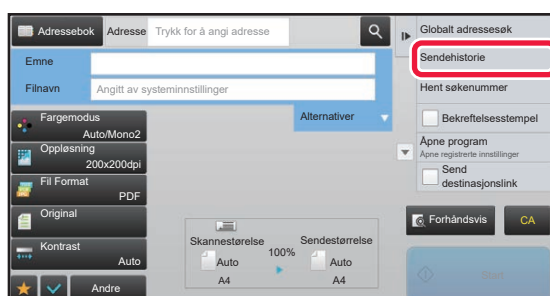 Adressebok
Adresse
Trykk for å angi adresse
Emne
Filnavn
Angitt av systeminnstillinger
Alternativer
Fargemodus
Auto/Mono2
Oppløsning
200x200dpi
Fil Format
PDF
Original
Kontrast
Auto
Andre
Skannestørelse
100%
Sendestørrelse
Auto
A4
Auto
A4
Globalt adressesøk
Sendehistorie
Hent søkenummer
Bekreftelsesstempel
Åpne program
Åpne registrerte innstillinger
Send
destinasjonslink
Forhåndsvis
CA
Start